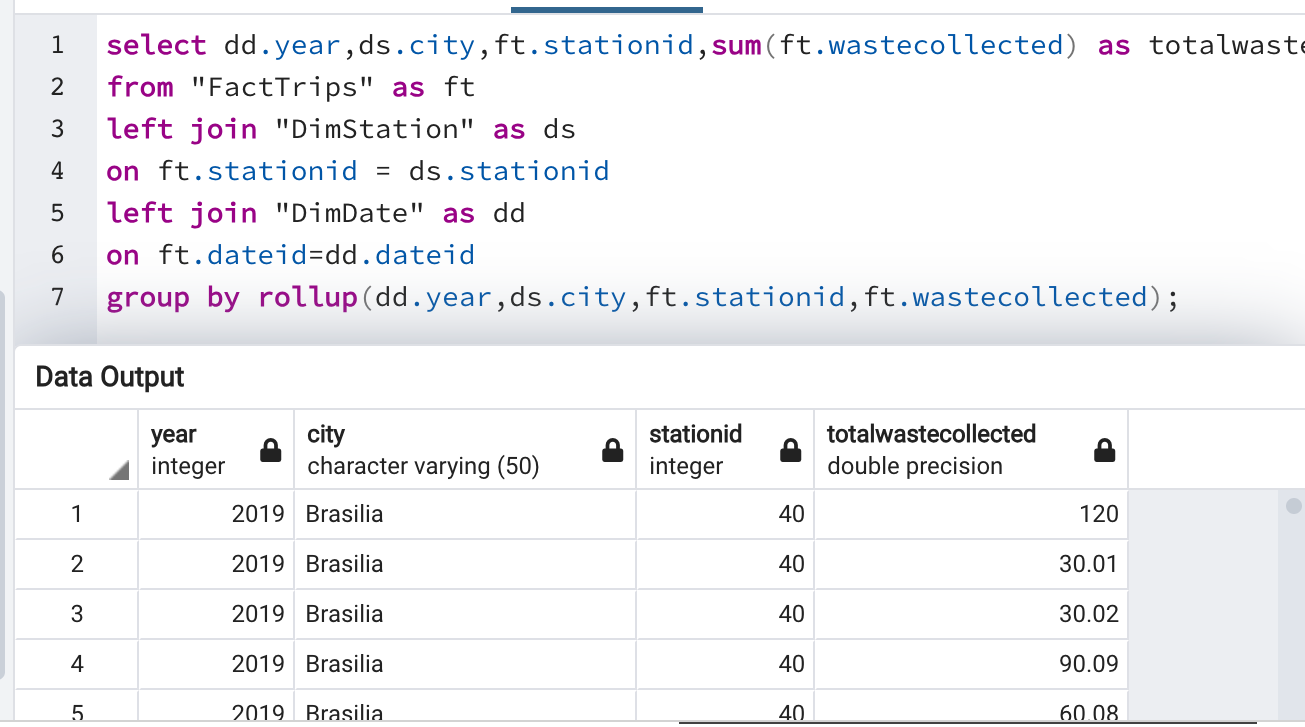 1 select dd.year,ds.city,ft.stationid,sum(ft.wastecollected) as totalwaste
2 from "FactTrips" as ft
3 left join "DimStation" as ds
4 on ft.stationid = ds.stationid
5 left join "DimDate" as dd
6 on ft.dateid=dd.dateid
7 group by rollup(dd.year,ds.city,ft.stationid,ft.wastecollected);
Data Output
year city stationid totalwastecollected
integer character varying (50) integer double precision
1 2019 Brasilia 40 120
2 2019 Brasilia 40 30.01
3 2019 Brasilia 40 30.02
4 2019 Brasilia 40 90.09
5 2019 Brasilia 40 60.08